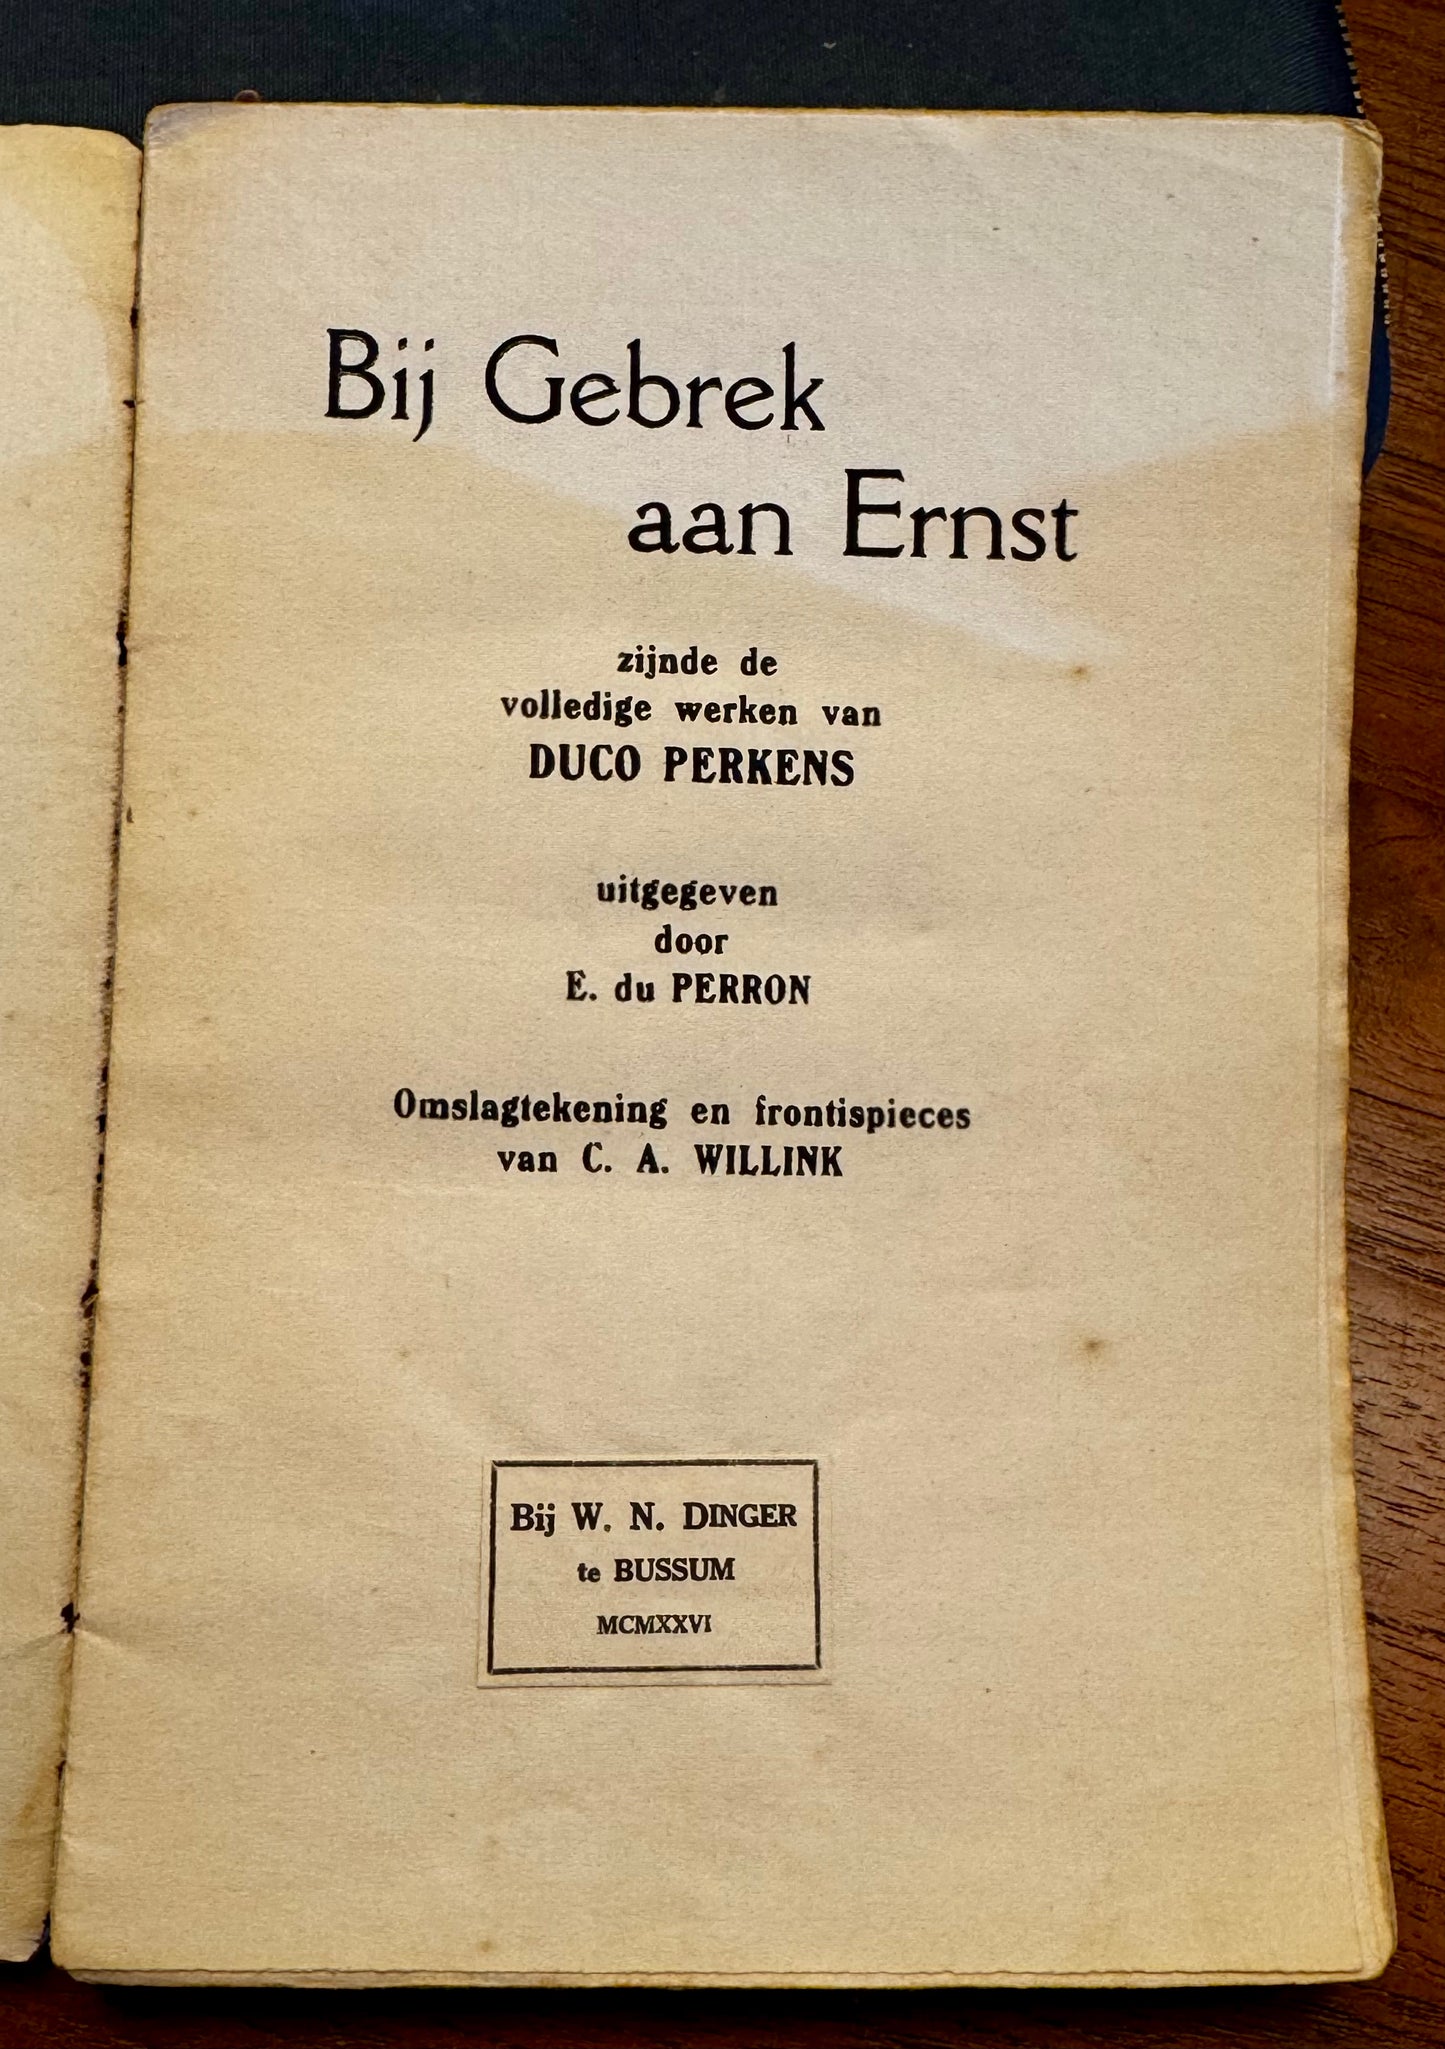 Bij Gebrek
aan Ernst
zijnde de
volledige werken van
DUCO PERKENS
uitgegeven
door
E. du PERRON
Omslagtekening en frontispieces
van C. A. WILLINK
Bij W. N. DINGER
te BUSSUM
MCMXXVI